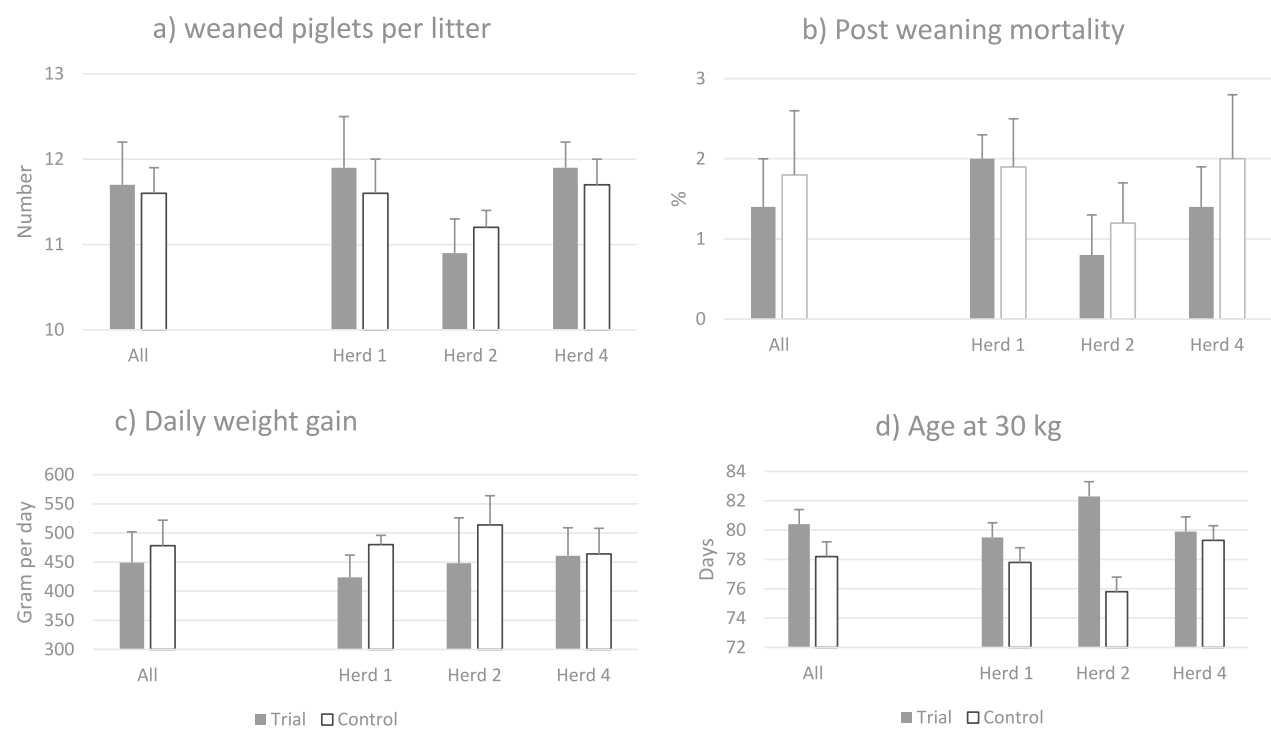 a) weaned piglets per litter
13
12
11
10
Number
All
Herd 1
Herd 2
Herd 4
b) Post weaning mortality
3
2
1
0
%
All
Herd 1
Herd 2
Herd 4
c) Daily weight gain
600
550
500
450
400
350
300
Gram per day
All
Herd 1
Herd 2
Herd 4
Trial
Control
d) Age at 30 kg
84
82
80
78
76
74
72
Days
All
Herd 1
Herd 2
Herd 4
Trial
Control